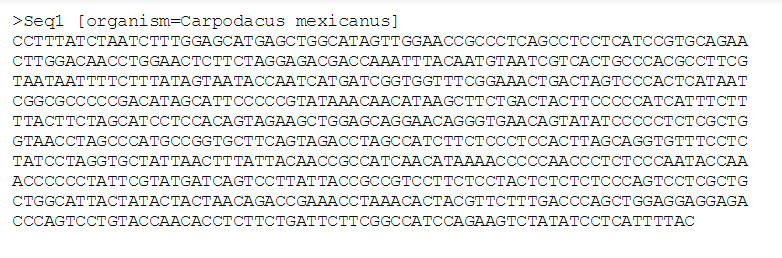 >Seq1 [organism=Carpodacus mexicanus]
CCTTTATCTAATCTTTGGAGCATGAGCTGGCATAGTTGGAACCGCCCTCAGCCTCCTCATCCGTGCAGAA
CTTGGACAACCTGGAACTCTTCTAGGAGACGACCAAATTTACAATGTAATCGTCACTGCCCACGCCTTCG
TAATAATTTTCTTTATAGTAATACCAATCATGATCGGTGGTTTCGGAAACTGACTAGTCCCACTCATAAT
CGGCGCCCCCGACATAGCATTCCCCCGTATAAACAACATAAGCTTCTGACTACTTCCCCCATCATTTCTT
TTACTTCTAGCATCCTCCACAGTAGAAGCTGGAGCAGGAACAGGGTGAACAGTATATCCCCCTCTCGCTG
GTAACCTAGCCCATGCCGGTGCTTCAGTAGACCTAGCCATCTTCTCCCTCCACTTAGCAGGTGTTTCCTC
TATCCTAGGTGCTATTAACTTTATTACAACCGCCATCAACATAAAACCCCCAACCCTCTCCCAATACCAA
ACCCCCCTATTCGTATGATCAGTCCTTATTACCGCCGTCCTTCTCCTACTCTCTCTCCCAGTCCTCGCTG
CTGGCATTACTATACTACTAACAGACCGAAACCTAAACACTACGTTCTTTGACCCAGCTGGAGGAGGAGA
CCCAGTCCTGTACCAACACCTCTTCTGATTCTTCGGCCATCCAGAAGTCTATATCCTCATTTTAC